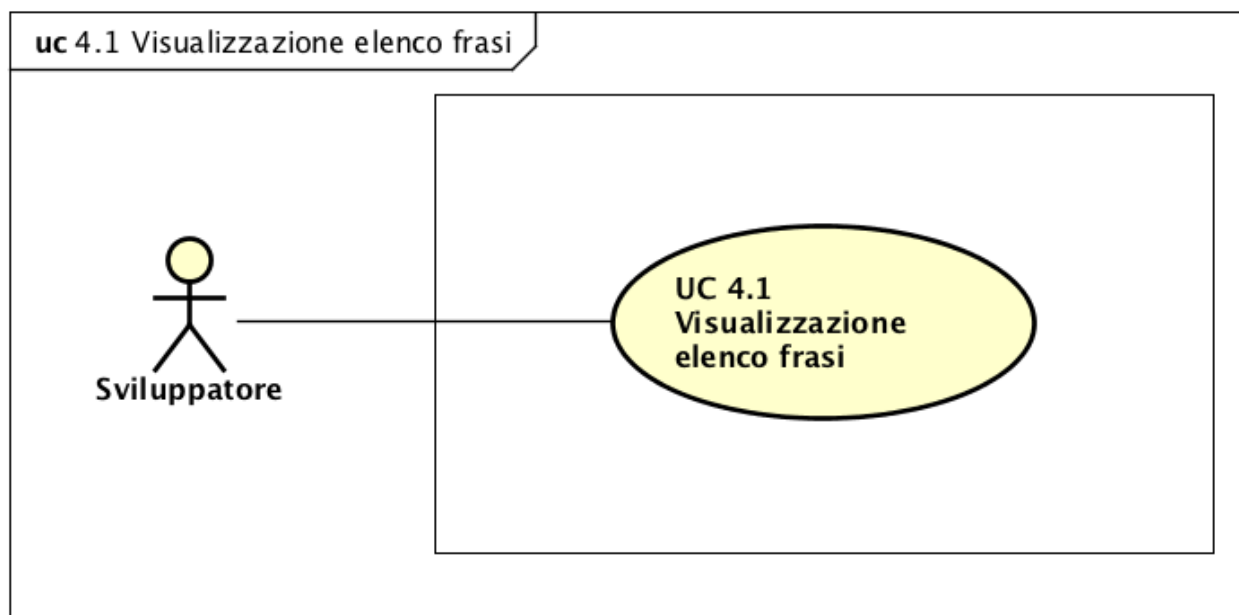 uc 4.1 Visualizzazione elenco frasi
UC 4.1
Visualizzazione
elenco frasi
Sviluppatore